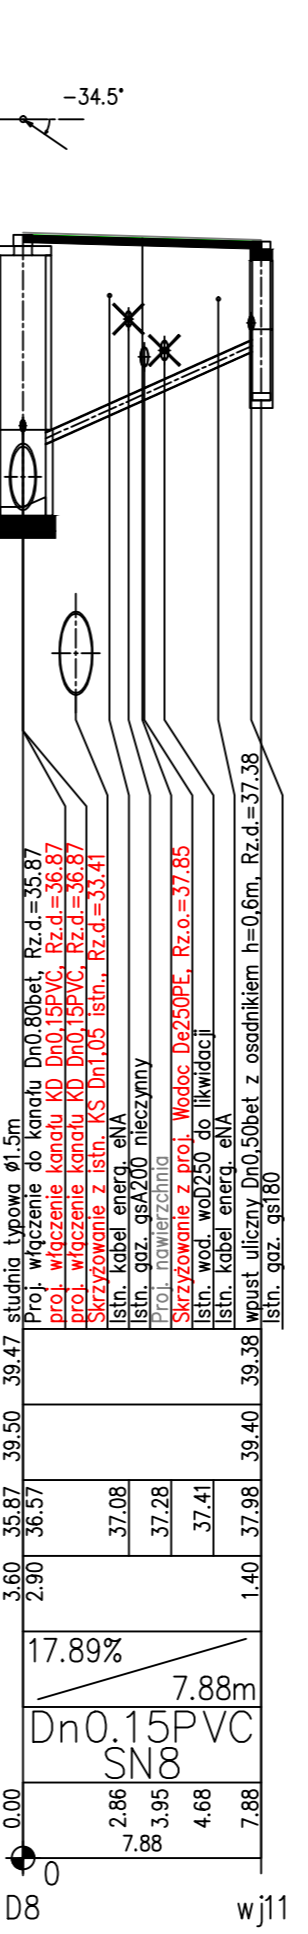 -34.5°
studnia typowa ø1.5m
Proj. włączenie do kanału Dn0.80bet, Rz.d.=35.87
proj. włączenie kanału KD Dn0,15PVC, Rz.d.=36.87
proj. włączenie kanału KD Dn0,15PVC, Rz.d.=36.87
Skrzyżowanie z istn. KS Dn1,05 istn., Rz.d.=33.41
Istn. kabel energ. eNA
Istn. gaz. gsA200 nieczynny
Proj. nawierzchnia
Skrzyżowanie z proj. Wodoc De250PE, Rz.o.=37.85
Istn. wod. woD250 do likwidacji
Istn. kabel energ. eNA
wpust uliczny Dn0,50bet z osadnikiem h=0,6m, Rz.d.=37.38
Istn. gaz. gs180
39.47 39.38
39.50 39.40
35.87 36.57 37.08 37.28 37.41 37.98
3.60 2.90 1.40
17.89%
7.88m
Dn0.15PVC
SN8
0.00 2.86 3.95 4.68 7.88
7.88
0
D8 wj11